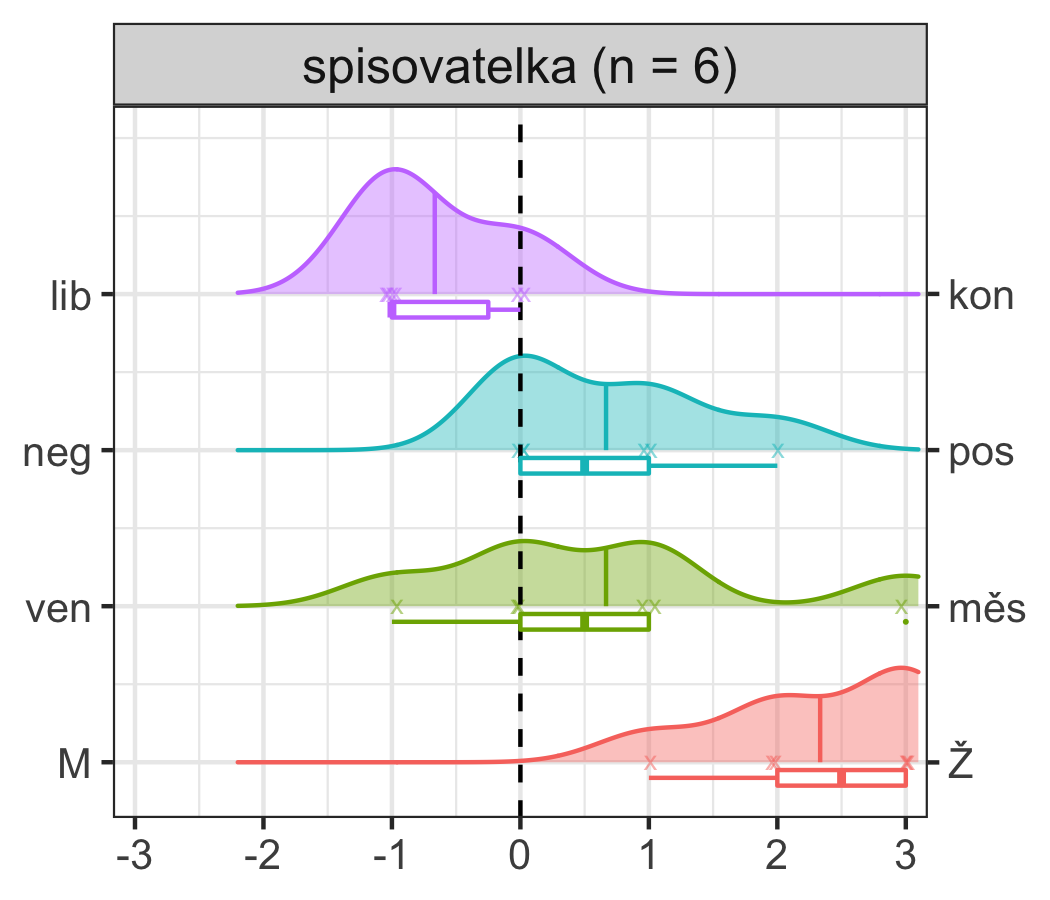 spisovatelka (n = 6)
lib kon
neg pos
ven měs
M Ž
-3 -2 -1 0 1 2 3